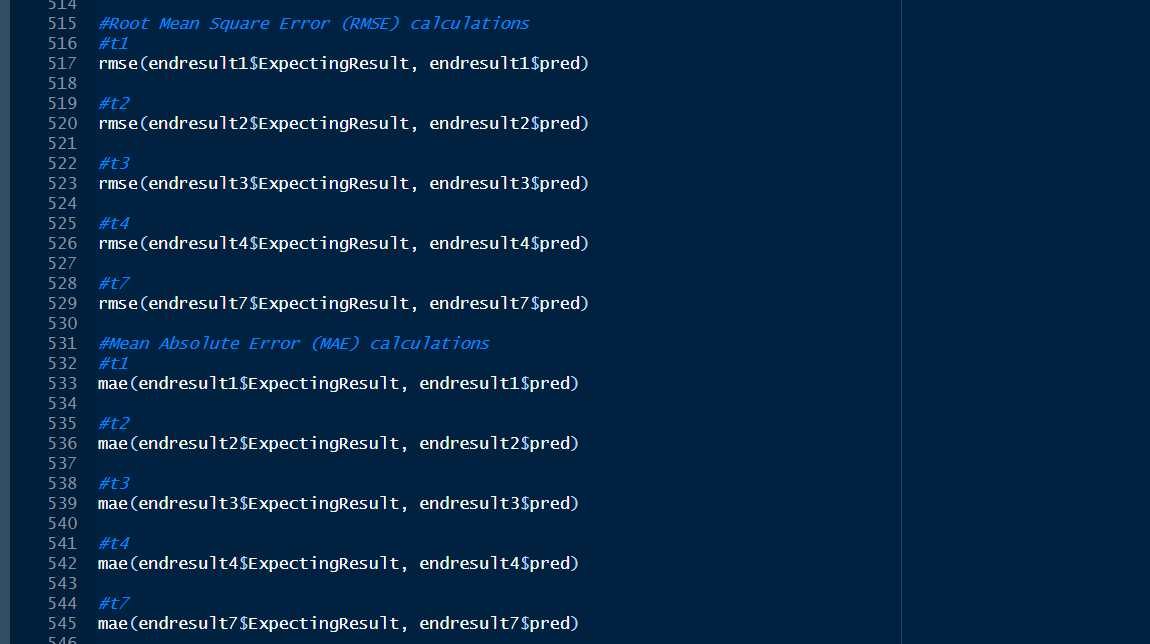 514
515 #Root Mean Square Error (RMSE) calculations
516 #t1
517 rmse(endresult1$ExpectingResult, endresult1$pred)
518
519 #t2
520 rmse(endresult2$ExpectingResult, endresult2$pred)
521
522 #t3
523 rmse(endresult3$ExpectingResult, endresult3$pred)
524
525 #t4
526 rmse(endresult4$ExpectingResult, endresult4$pred)
527
528 #t7
529 rmse(endresult7$ExpectingResult, endresult7$pred)
530
531 #Mean Absolute Error (MAE) calculations
532 #t1
533 mae(endresult1$ExpectingResult, endresult1$pred)
534
535 #t2
536 mae(endresult2$ExpectingResult, endresult2$pred)
537
538 #t3
539 mae(endresult3$ExpectingResult, endresult3$pred)
540
541 #t4
542 mae(endresult4$ExpectingResult, endresult4$pred)
543
544 #t7
545 mae(endresult7$ExpectingResult, endresult7$pred)
546